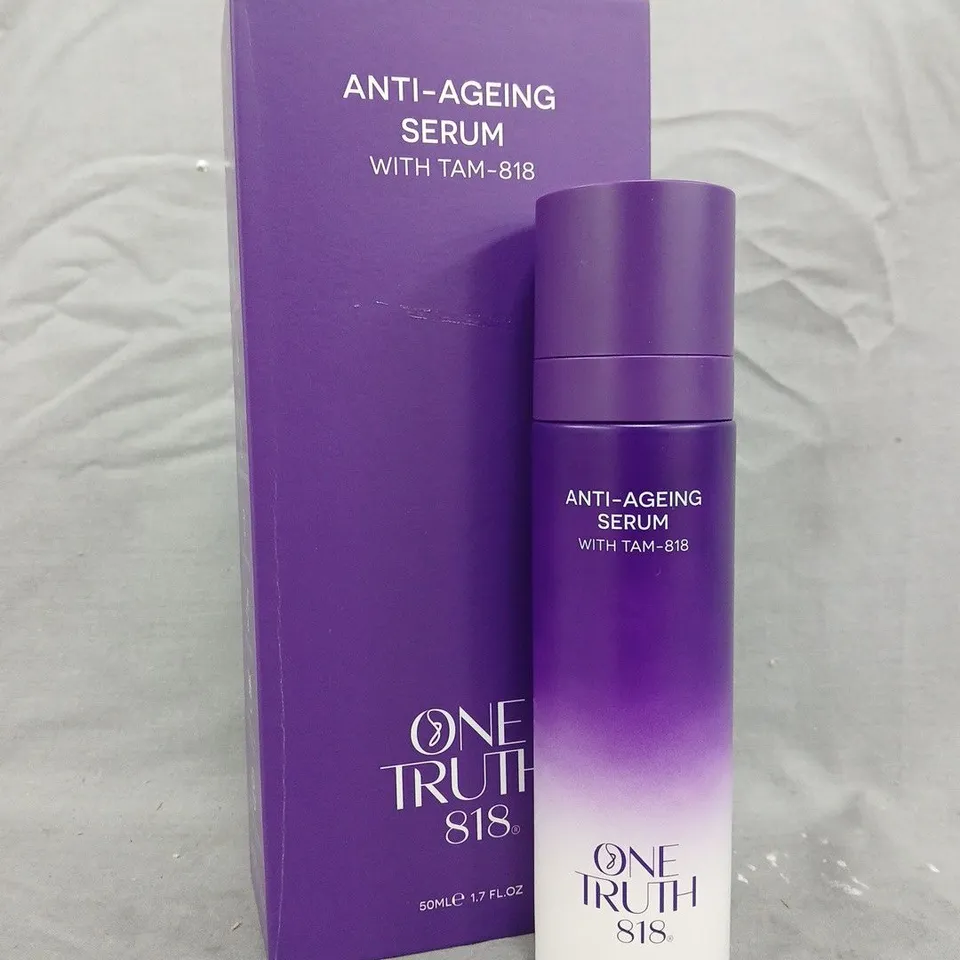 ANTI-AGEING
SERUM
WITH TAM-818
ONE
TRUTH
818®
50MLe 1.7 FL.OZ
ANTI-AGEING
SERUM
WITH TAM-818
ONE
TRUTH
818®